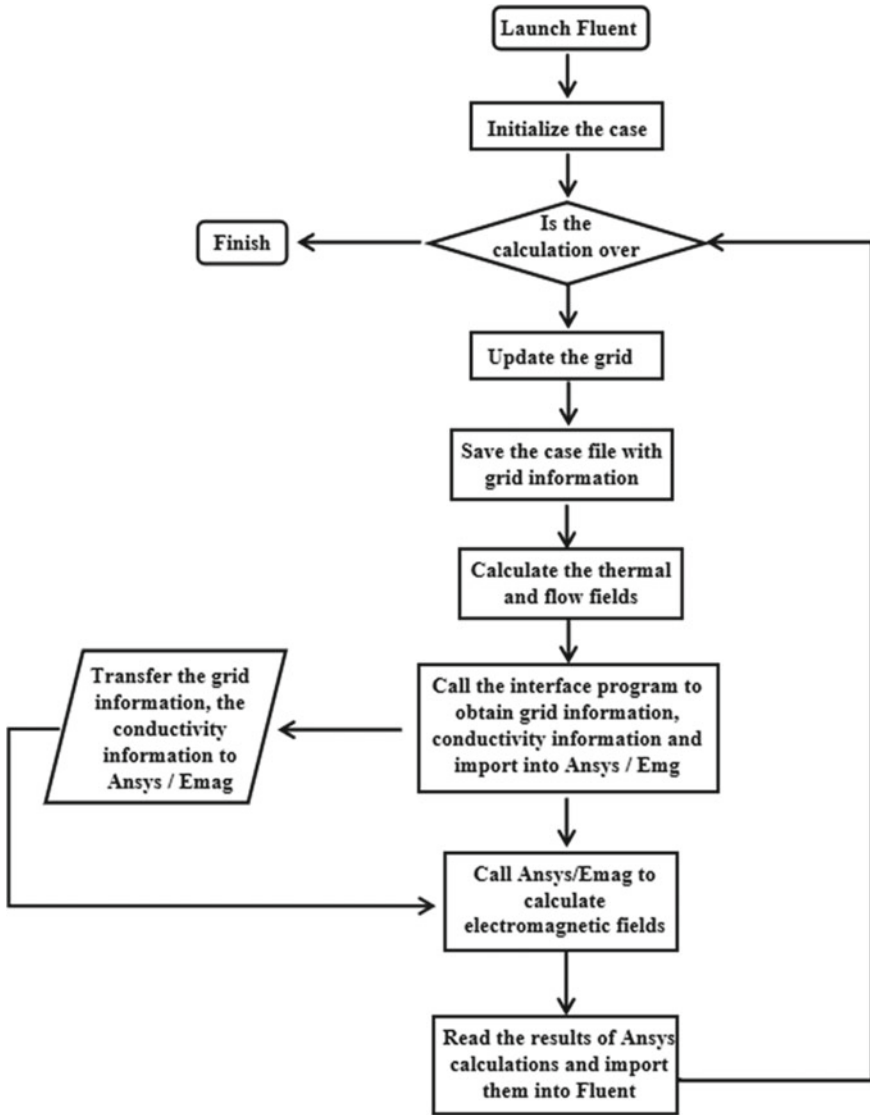 Launch Fluent
Initialize the case
Is the
calculation over
Finish
Update the grid
Save the case file with
grid information
Calculate the thermal
and flow fields
Transfer the grid
information, the
conductivity
information to
Ansys / Emag
Call the interface program to
obtain grid information,
conductivity information and
import into Ansys / Emg
Call Ansys/Emag to
calculate
electromagnetic fields
Read the results of Ansys
calculations and import
them into Fluent